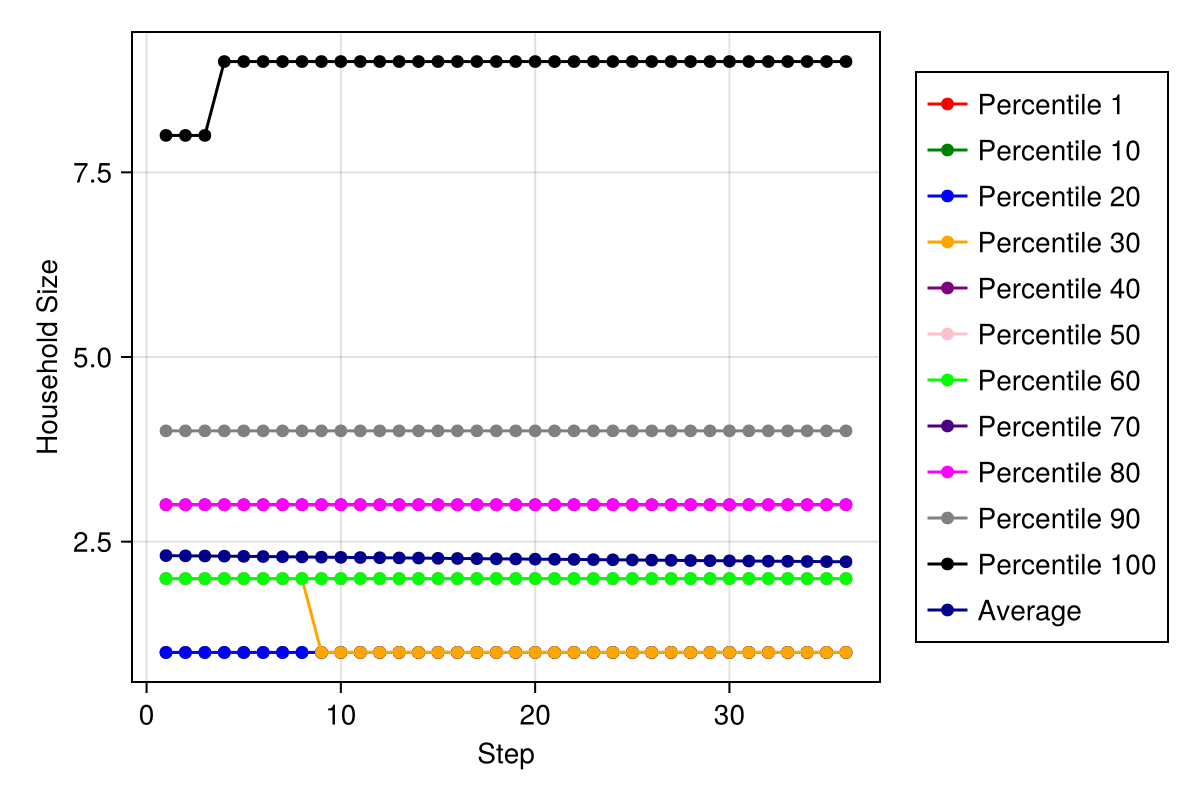 7.5
5.0
2.5
Household Size
0 10 20 30
Step
Percentile 1
Percentile 10
Percentile 20
Percentile 30
Percentile 40
Percentile 50
Percentile 60
Percentile 70
Percentile 80
Percentile 90
Percentile 100
Average